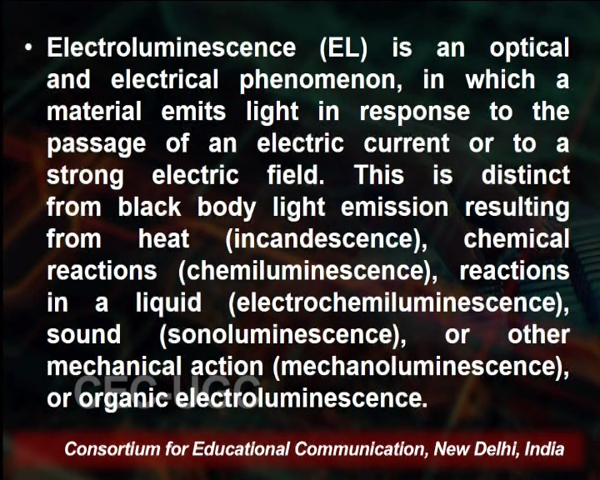 • Electroluminescence (EL) is an optical
and electrical phenomenon, in which a
material emits light in response to the
passage of an electric current or to a
strong electric field. This is distinct
from black body light emission resulting
from heat (incandescence), chemical
reactions (chemiluminescence), reactions
in a liquid (electrochemiluminescence),
sound (sonoluminescence), or other
mechanical action (mechanoluminescence),
or organic electroluminescence.
CEC-UGC
Consortium for Educational Communication, New Delhi, India